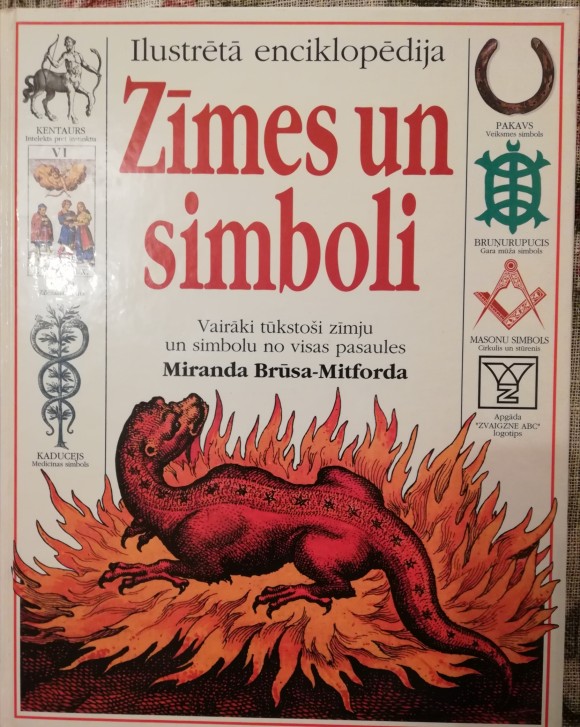 Ilustrētā enciklopēdija
Zīmes un
simboli
Vairāki tūkstoši zīmju
un simbolu no visas pasaules
Miranda Brūsa-Mitforda
KENTAURS
Intelekts pret
VI
KADUCEJS
Medicīnas simbols
PAKAVS
Veiksmes simbols
BRUŅURUPUCIS
Gara mūža simbols
MASONU SIMBOLS
Cirkulis un stūrenis
Apgāda
"ZVAIGZNE ABC"
logotips